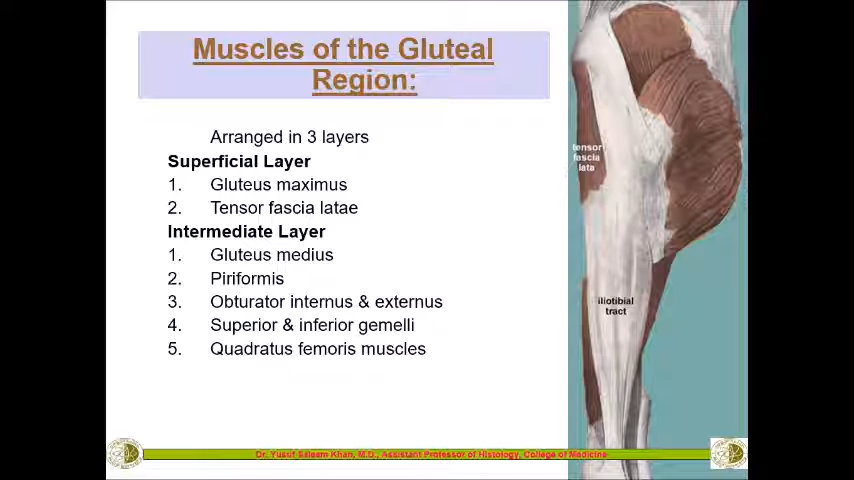 Muscles of the Gluteal
Region:
Arranged in 3 layers
Superficial Layer
1. Gluteus maximus
2. Tensor fascia latae
Intermediate Layer
1. Gluteus medius
2. Piriformis
3. Obturator internus & externus
4. Superior & inferior gemelli
5. Quadratus femoris muscles
tensor
fascia
lata
iliotibial
tract
Dr. Yusuf Saleem Khan, M.D., Assistant Professor of Histology, College of Medicine